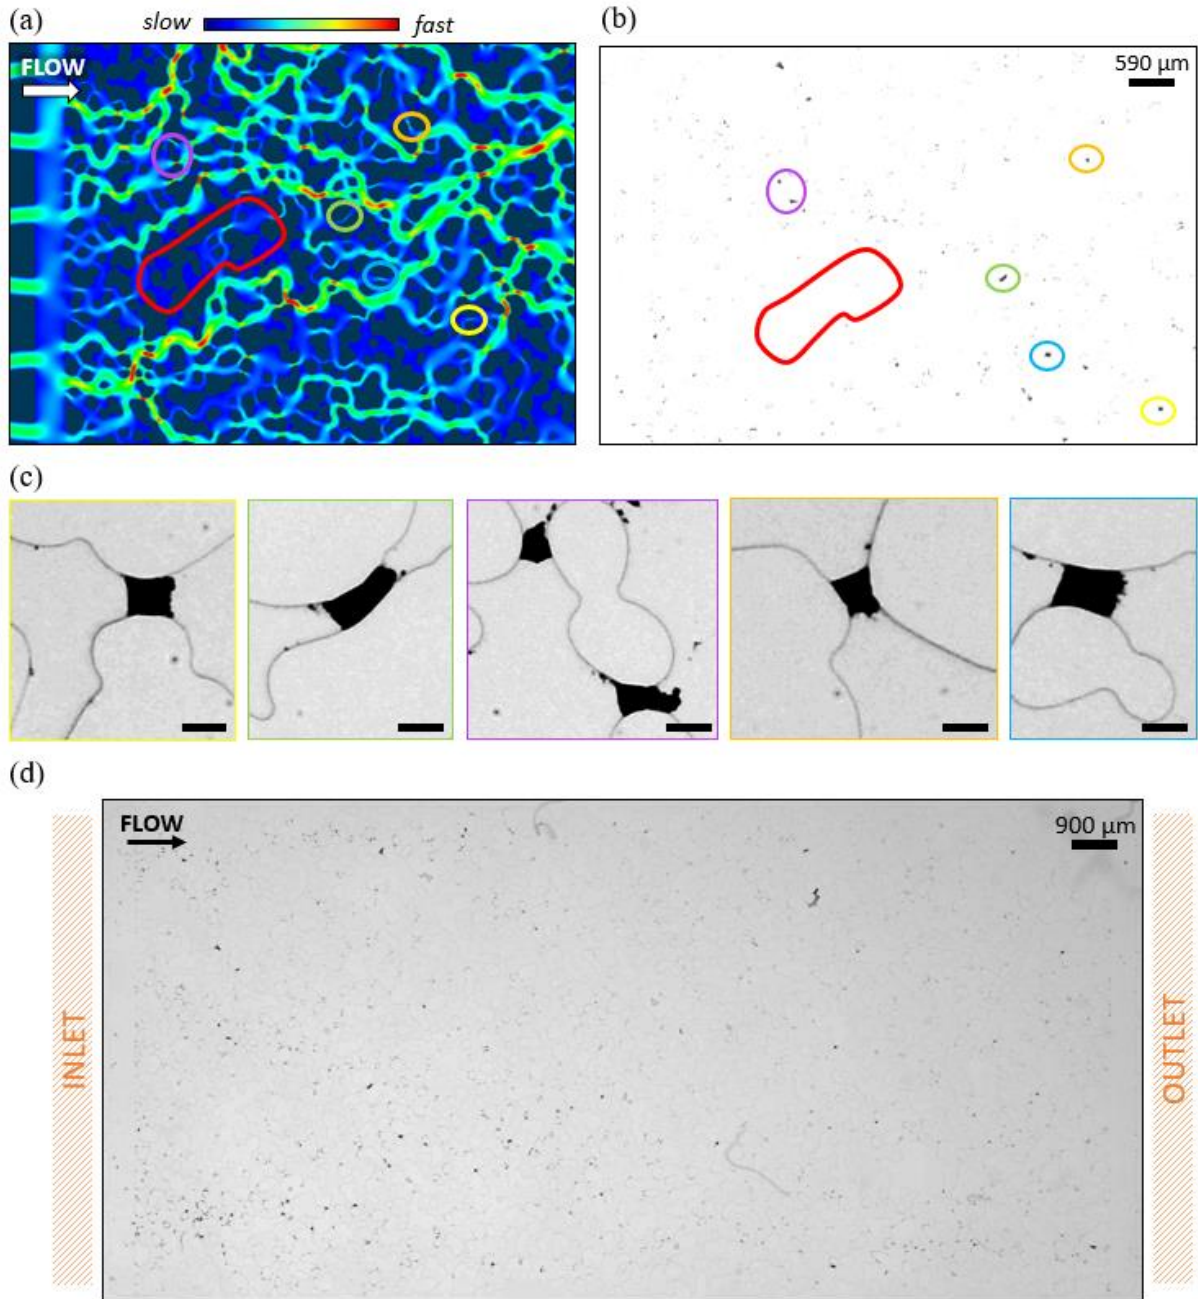 (a)
slow
fast
FLOW
(b)
590 µm
(c)
(d)
FLOW
900 µm
INLET
OUTLET